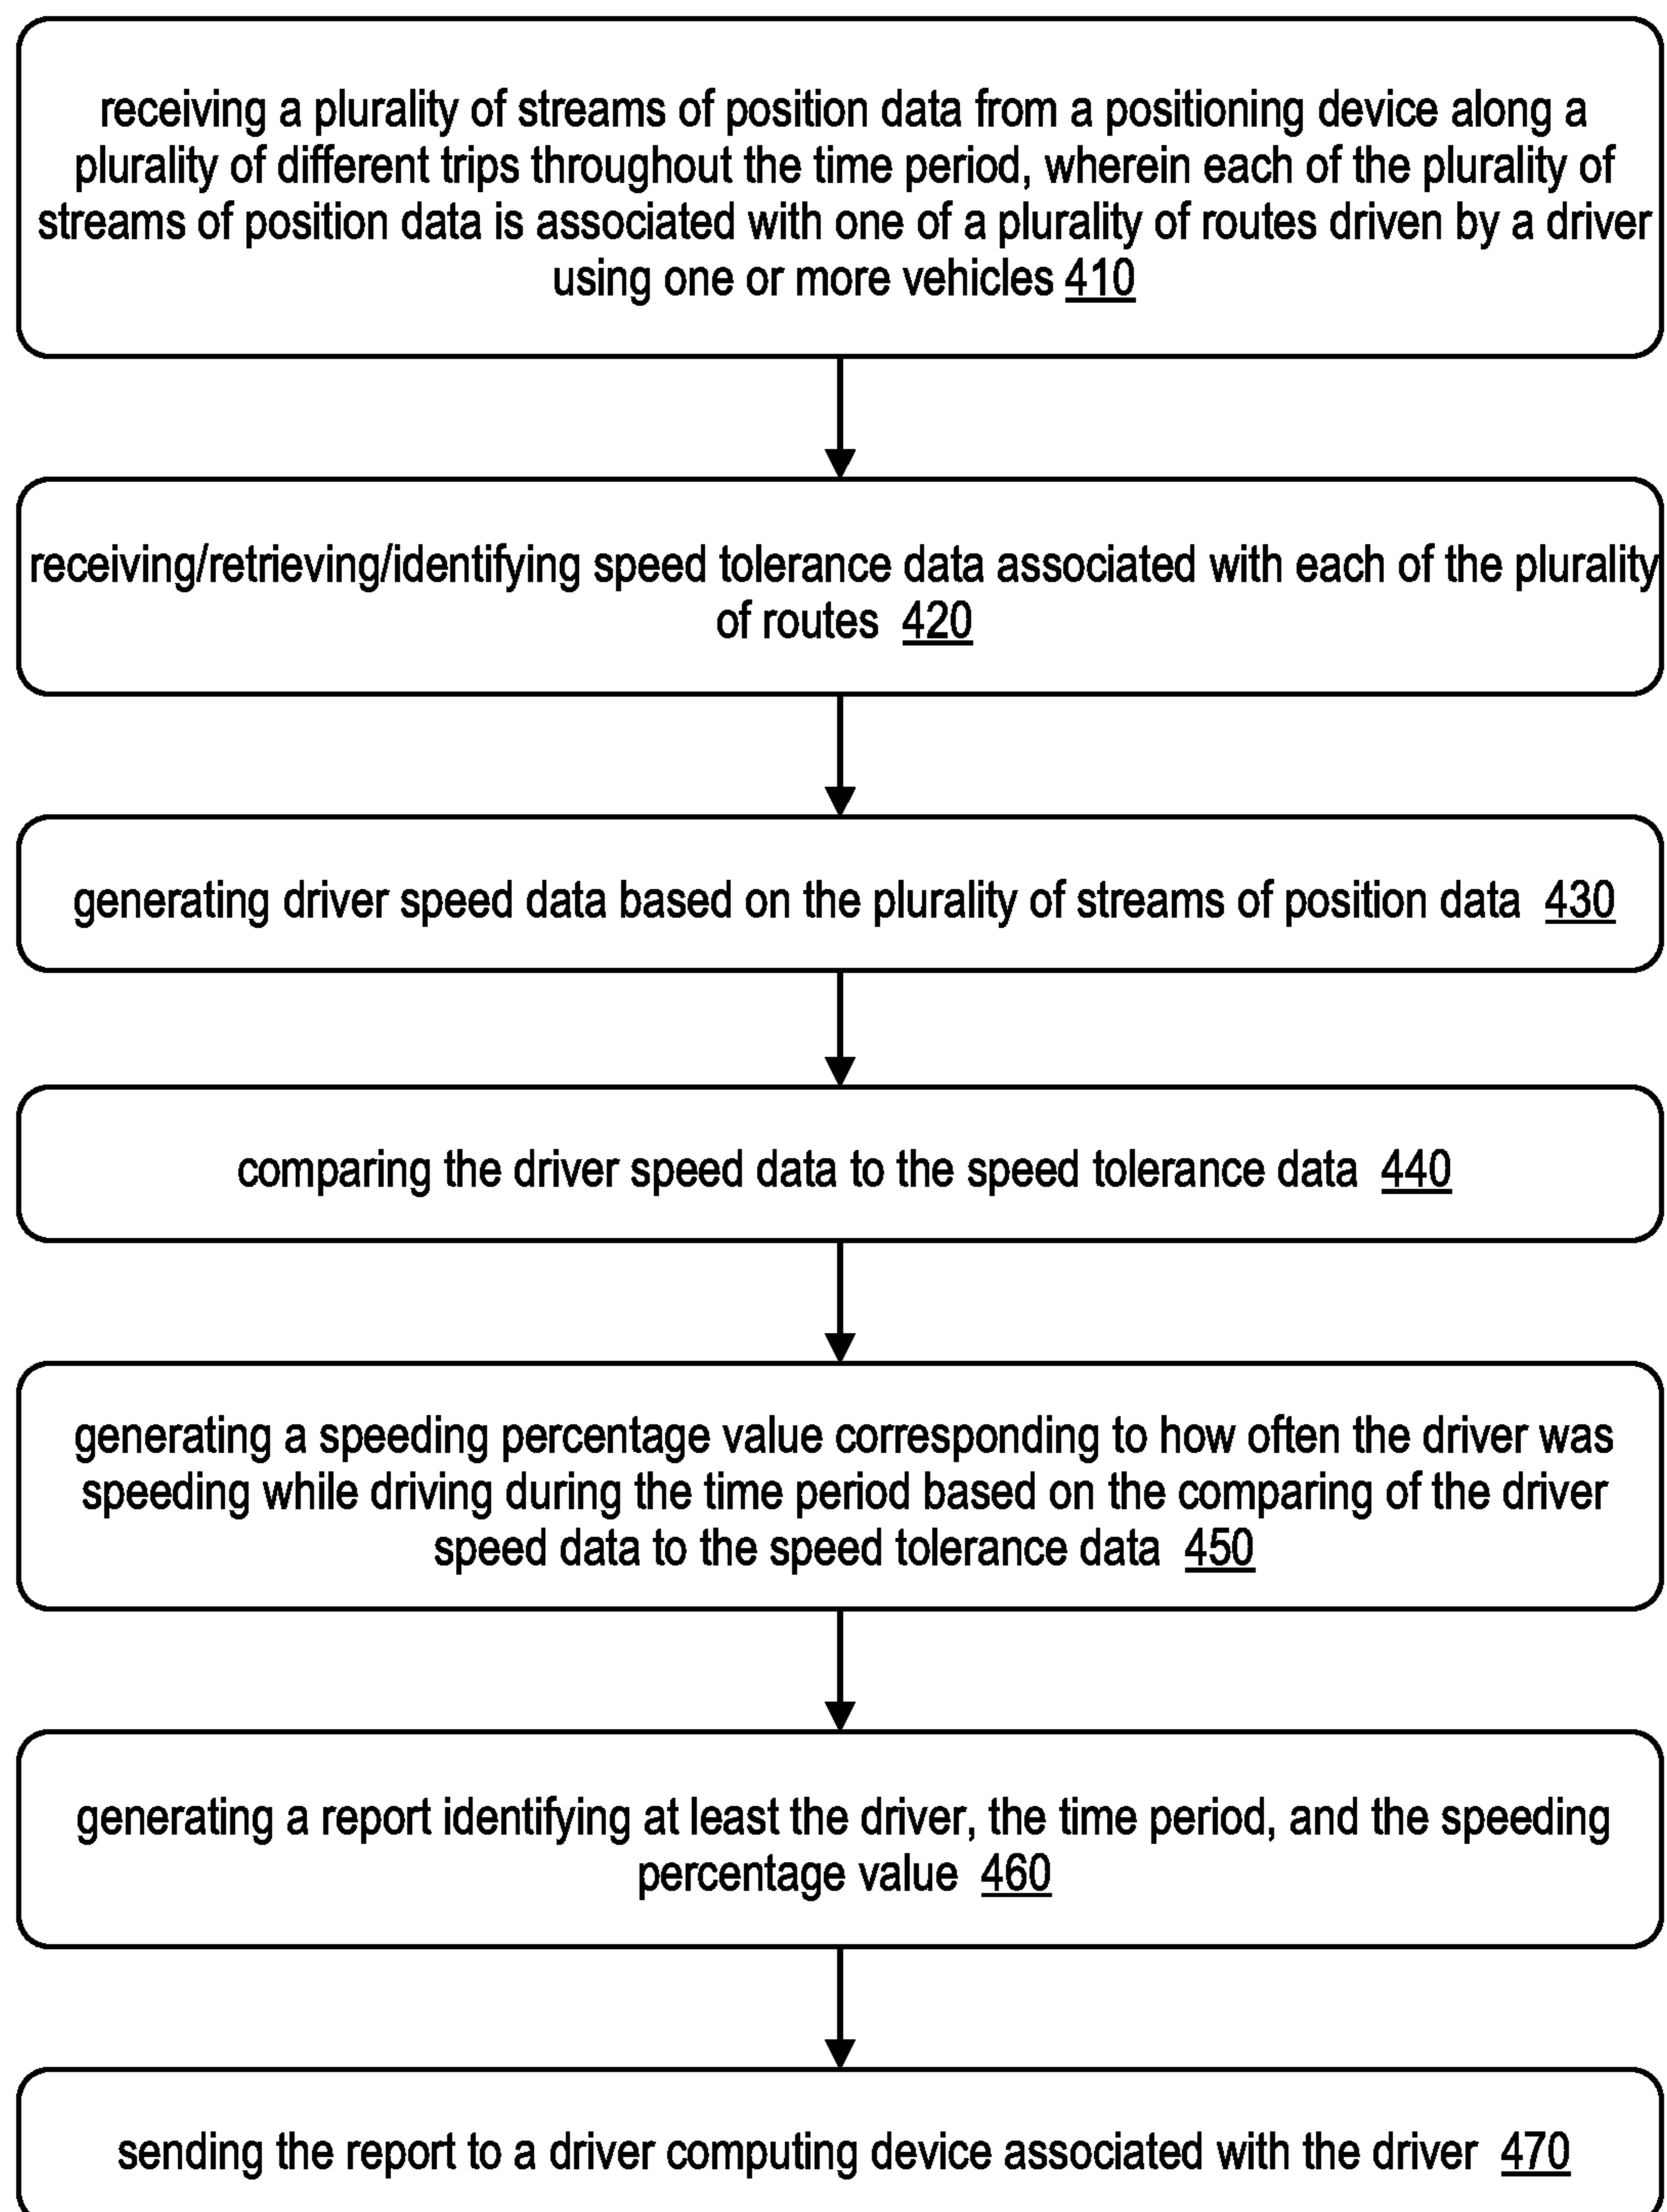 receiving a plurality of streams of position data from a positioning device along a
plurality of different trips throughout the time period, wherein each of the plurality of
streams of position data is associated with one of a plurality of routes driven by a driver
using one or more vehicles 410
receiving/retrieving/identifying speed tolerance data associated with each of the plurality
of routes 420
generating driver speed data based on the plurality of streams of position data 430
comparing the driver speed data to the speed tolerance data 440
generating a speeding percentage value corresponding to how often the driver was
speeding while driving during the time period based on the comparing of the driver
speed data to the speed tolerance data 450
generating a report identifying at least the driver, the time period, and the speeding
percentage value 460
sending the report to a driver computing device associated with the driver 470